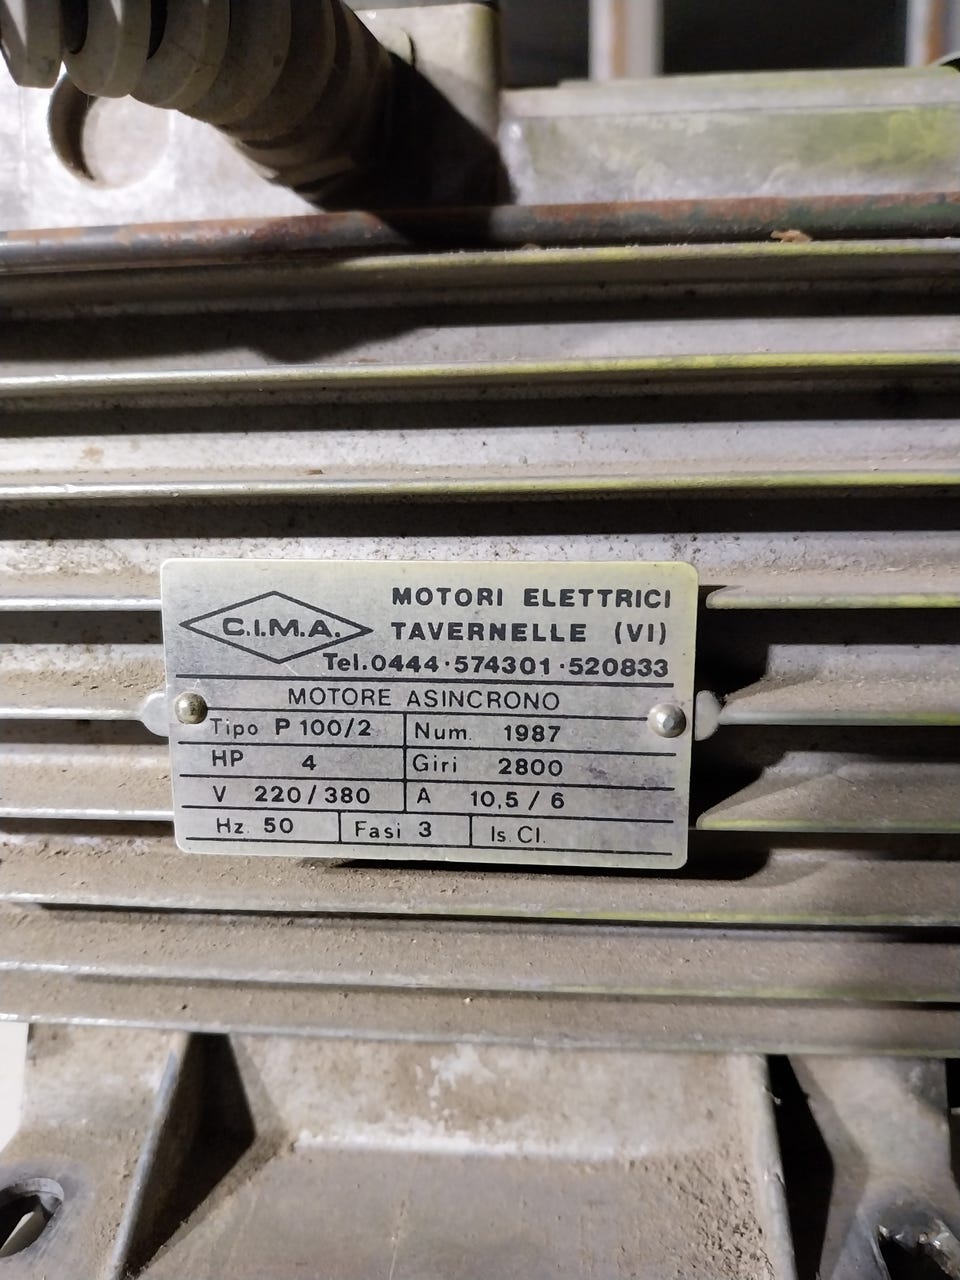 C.I.M.A.
MOTORI ELETTRICI
TAVERNELLE (VI)
Tel.0444·574301·520833
MOTORE ASINCRONO
Tipo P 100/2 Num. 1987
HP 4 Giri 2800
V 220/380 A 10,5/6
Hz. 50 Fasi 3 Is. Cl.